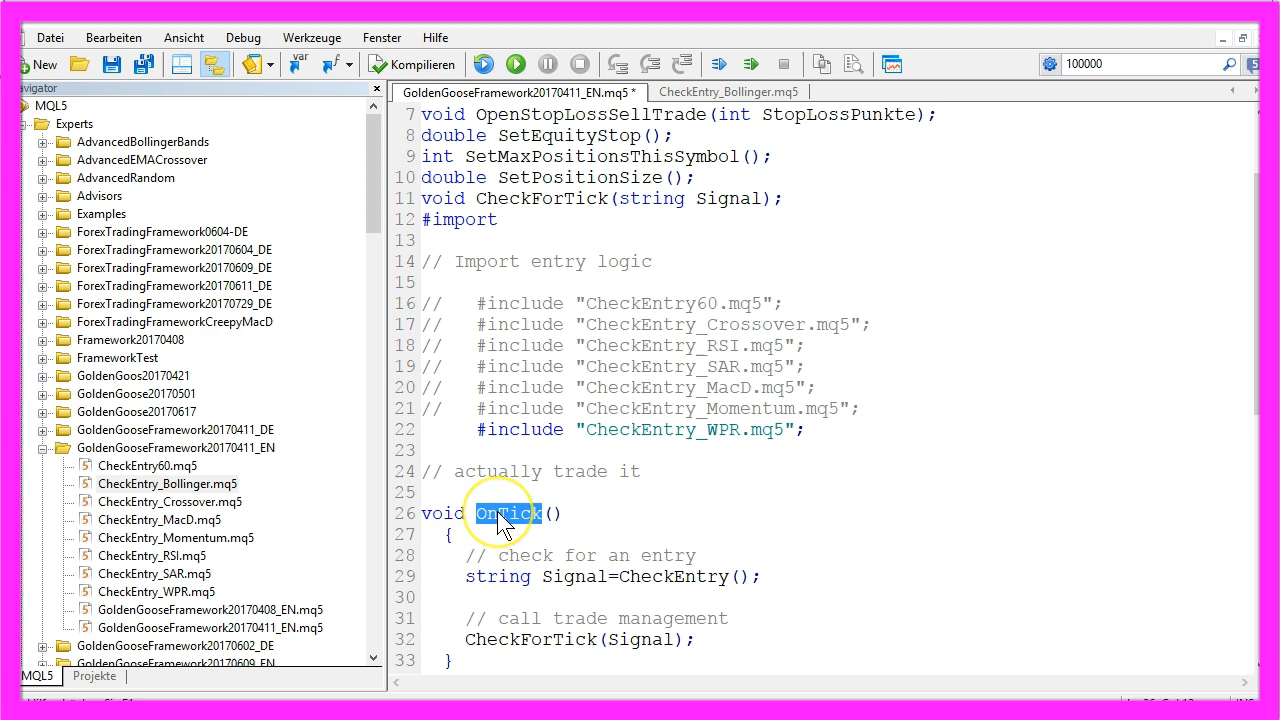 Datei Bearbeiten Ansicht Debug Werkzeuge Fenster Hilfe
New var f Kompilieren 100000 5
avigator
GoldenGooseFramework20170411_EN.mq5 * CheckEntry_Bollinger.mq5
MQL5
Experts
AdvancedBollingerBands
AdvancedEMACrossover
AdvancedRandom
Advisors
Examples
ForexTradingFramework0604-DE
ForexTradingFramework20170604_DE
ForexTradingFramework20170609_DE
ForexTradingFramework20170611_DE
ForexTradingFramework20170729_DE
ForexTradingFrameworkCreepyMacD
Framework20170408
FrameworkTest
GoldenGoos20170421
GoldenGoose20170501
GoldenGoose20170617
GoldenGooseFramework20170411_DE
GoldenGooseFramework20170411_EN
CheckEntry60.mq5
CheckEntry_Bollinger.mq5
CheckEntry_Crossover.mq5
CheckEntry_MacD.mq5
CheckEntry_Momentum.mq5
CheckEntry_RSI.mq5
CheckEntry_SAR.mq5
CheckEntry_WPR.mq5
GoldenGooseFramework20170408_EN.mq5
GoldenGooseFramework20170411_EN.mq5
GoldenGooseFramework20170602_DE
GoldenGooseFramework20170609_EN
MQL5 Projekte
7 void OpenStopLossSellTrade(int StopLossPunkte);
8 double SetEquityStop();
9 int SetMaxPositionsThisSymbol();
10 double SetPositionSize();
11 void CheckForTick(string Signal);
12 #import
13
14 // Import entry logic
15
16 // #include "CheckEntry60.mq5";
17 // #include "CheckEntry_Crossover.mq5";
18 // #include "CheckEntry_RSI.mq5";
19 // #include "CheckEntry_SAR.mq5";
20 // #include "CheckEntry_MacD.mq5";
21 // #include "CheckEntry_Momentum.mq5";
22 #include "CheckEntry_WPR.mq5";
23
24 // actually trade it
25
26 void OnTick()
27 {
28 // check for an entry
29 string Signal=CheckEntry();
30
31 // call trade management
32 CheckForTick(Signal);
33 }